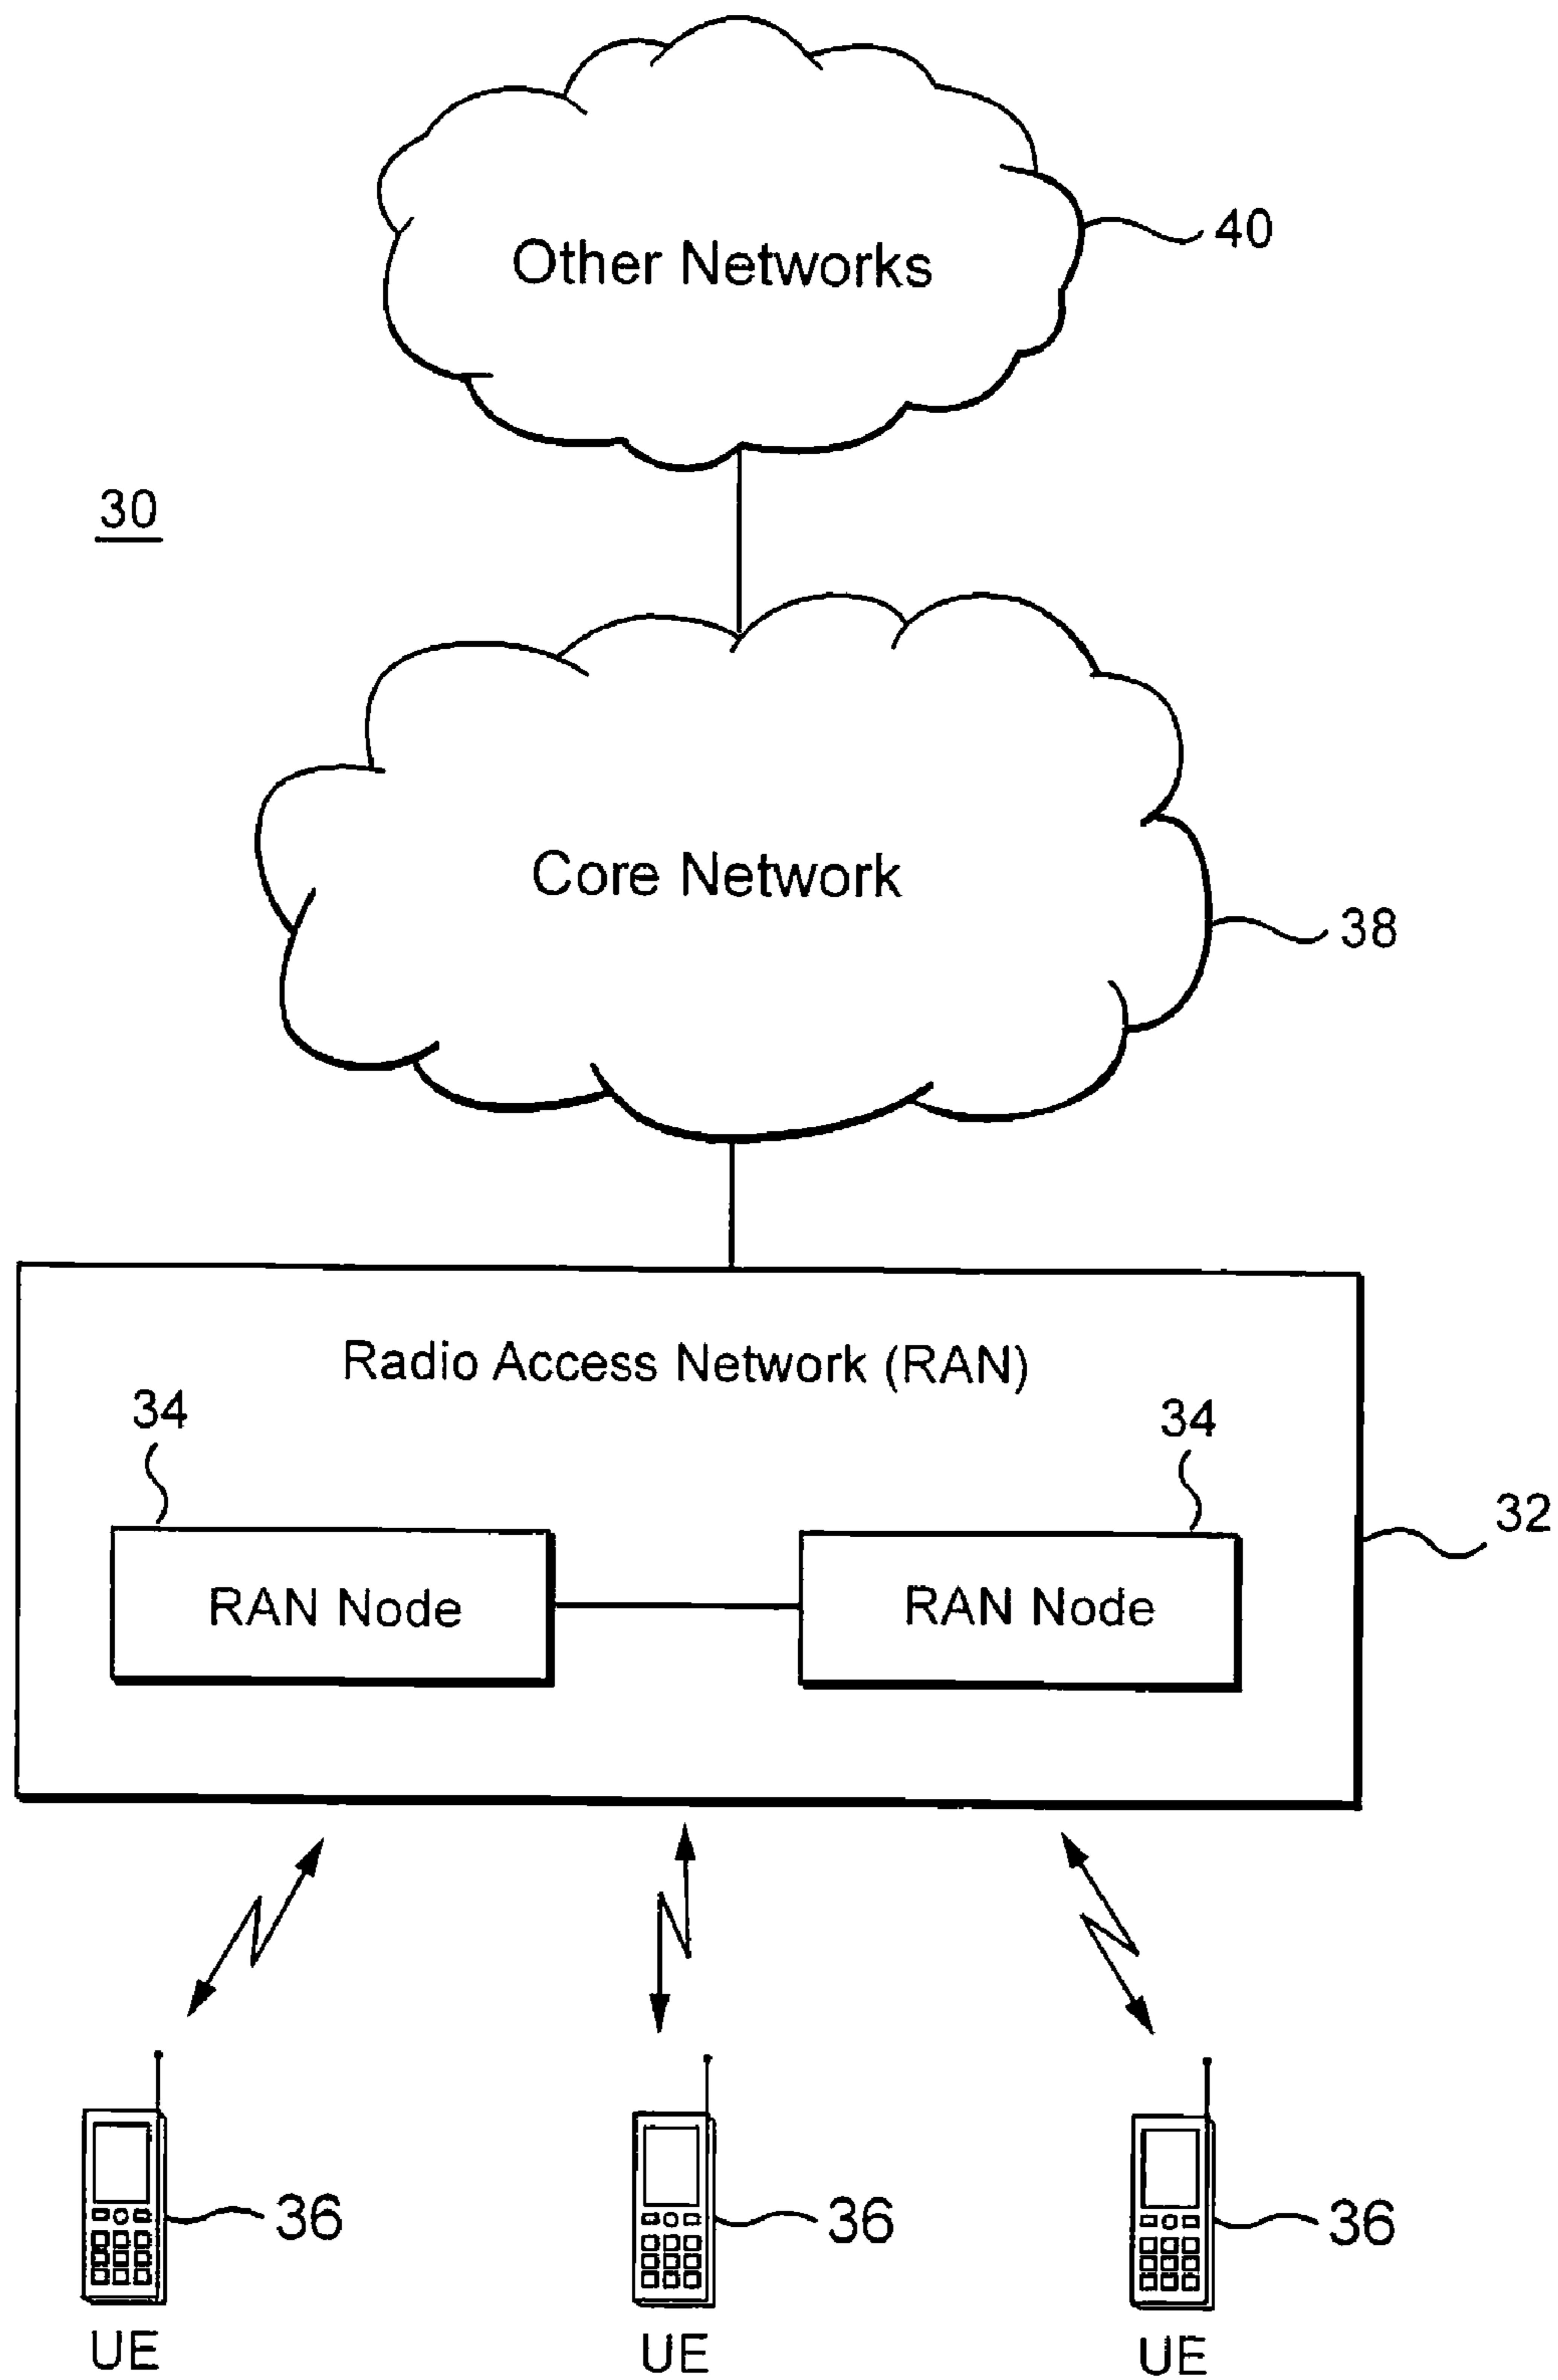 Other Networks
40
30
Core Network
38
Radio Access Network (RAN)
34
34
32
RAN Node
RAN Node
36
36
36
UE
UE
UE